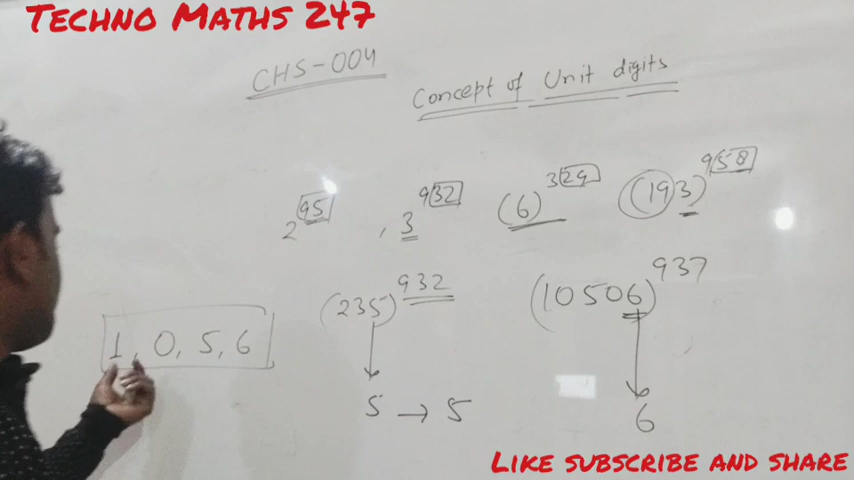 Techno Maths 247
CHS-004
Concept of Unit digits
2^95 , 3^932 (6)^329 (193)^958
(235)^932 (10506)^937
1, 0, 5, 6
5 → 5
6
Like subscribe and share